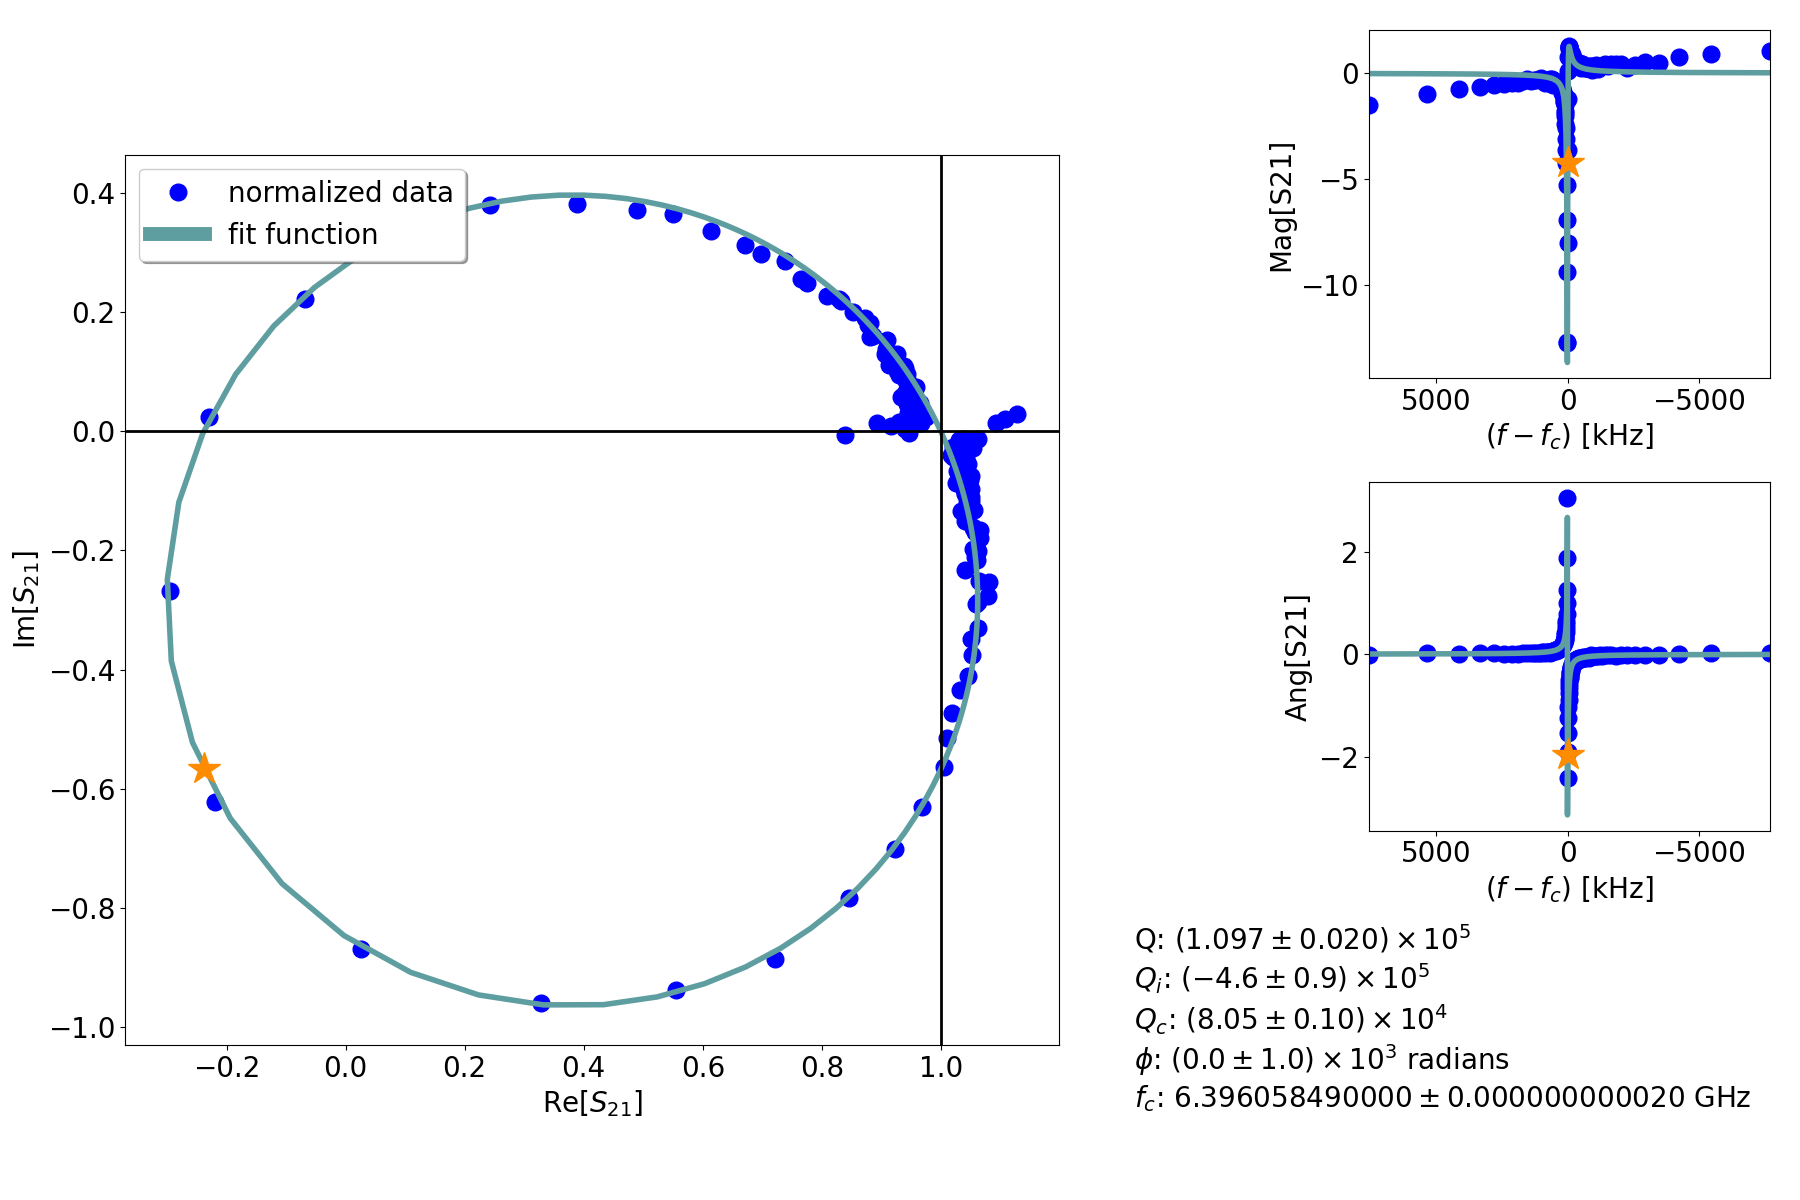 normalized data
fit function
0.4
0.2
0.0
−0.2
−0.4
−0.6
−0.8
−1.0
Im[S21]
−0.2 0.0 0.2 0.4 0.6 0.8 1.0
Re[S21]
0
−5
−10
Mag[S21]
5000 0 −5000
(f − fc) [kHz]
2
0
−2
Ang[S21]
5000 0 −5000
(f − fc) [kHz]
Q: (1.097 ± 0.020) × 10^5
Qi: (−4.6 ± 0.9) × 10^5
Qc: (8.05 ± 0.10) × 10^4
ϕ: (0.0 ± 1.0) × 10^3 radians
fc: 6.396058490000 ± 0.000000000020 GHz